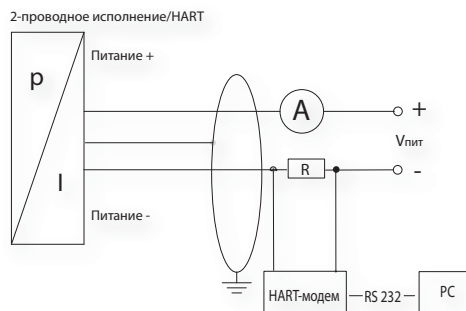 2-проводное исполнение/HART
Питание +
p
A
+
Vпит
I
R
-
Питание -
HART-модем
RS 232
PC